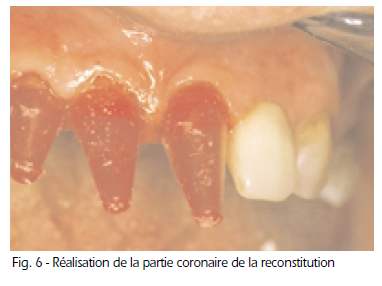 Fig. 6 - Réalisation de la partie coronaire de la reconstitution